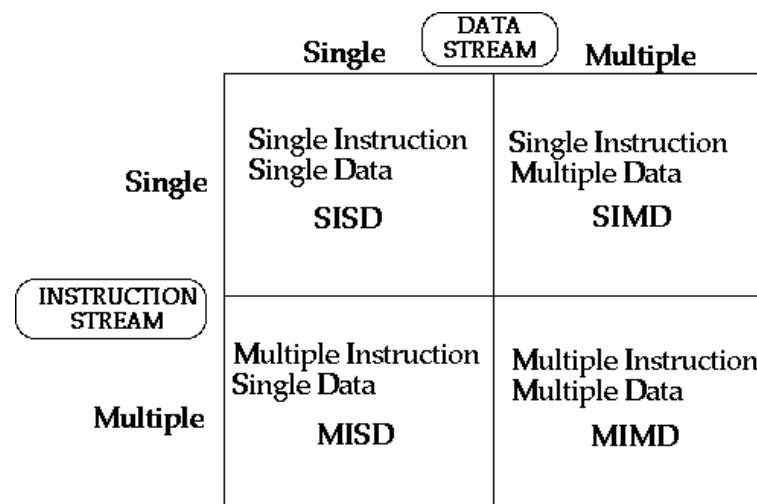 DATA
STREAM
Single
Multiple
Single
Single Instruction
Single Data
SISD
Single Instruction
Multiple Data
SIMD
INSTRUCTION
STREAM
Multiple
Multiple Instruction
Single Data
MISD
Multiple Instruction
Multiple Data
MIMD